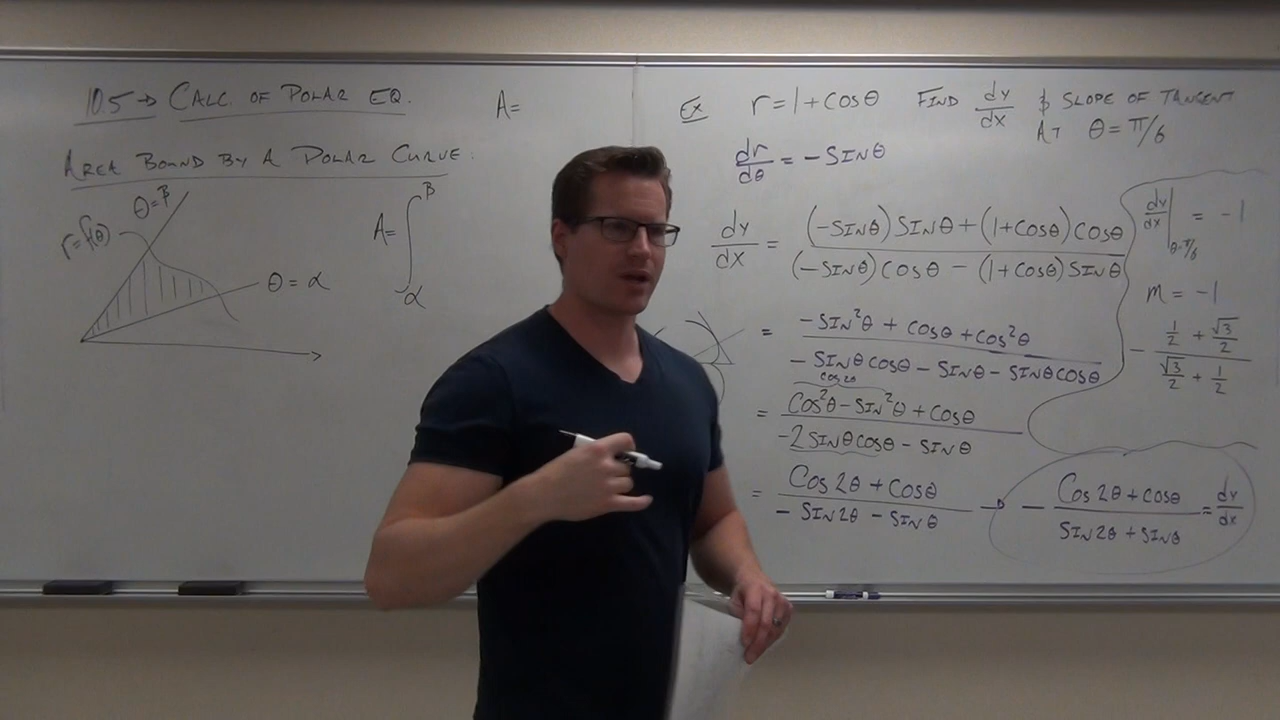 10.5 → CALC. OF POLAR EQ.
AREA BOUND BY A POLAR CURVE:
θ=β
r=f(θ)
θ=α
A=
A=∫
β
α
EX r=1+cosθ FIND dy/dx & SLOPE OF TANGENT
AT θ=π/6
dr/dθ = -SINθ
dy/dx = (-SINθ)SINθ+(1+cosθ)cosθ / (-SINθ)cosθ - (1+cosθ)SINθ
= -SIN²θ + cosθ + cos²θ / -SINθcosθ - SINθ - SINθcosθ
cos2θ
= cos²θ-SIN²θ + cosθ / -2SINθcosθ - SINθ
= Cos2θ+cosθ / -SIN2θ-SINθ → - Cos2θ+cosθ / SIN2θ+SINθ = dy/dx
dy/dx | θ=π/6 = -1
m = -1
- 1/2 + √3/2 / √3/2 + 1/2